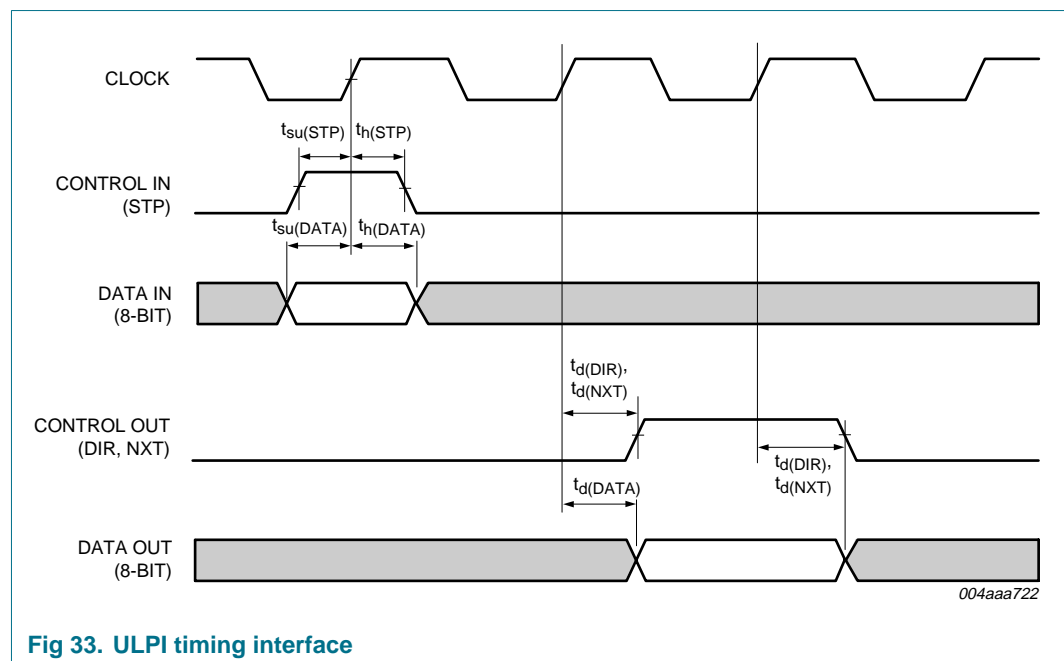 CLOCK
tsu(STP) th(STP)
CONTROL IN
(STP)
tsu(DATA) th(DATA)
DATA IN
(8-BIT)
td(DIR),
td(NXT)
CONTROL OUT
(DIR, NXT)
td(DIR),
td(NXT)
td(DATA)
DATA OUT
(8-BIT)
004aaa722
Fig 33. ULPI timing interface